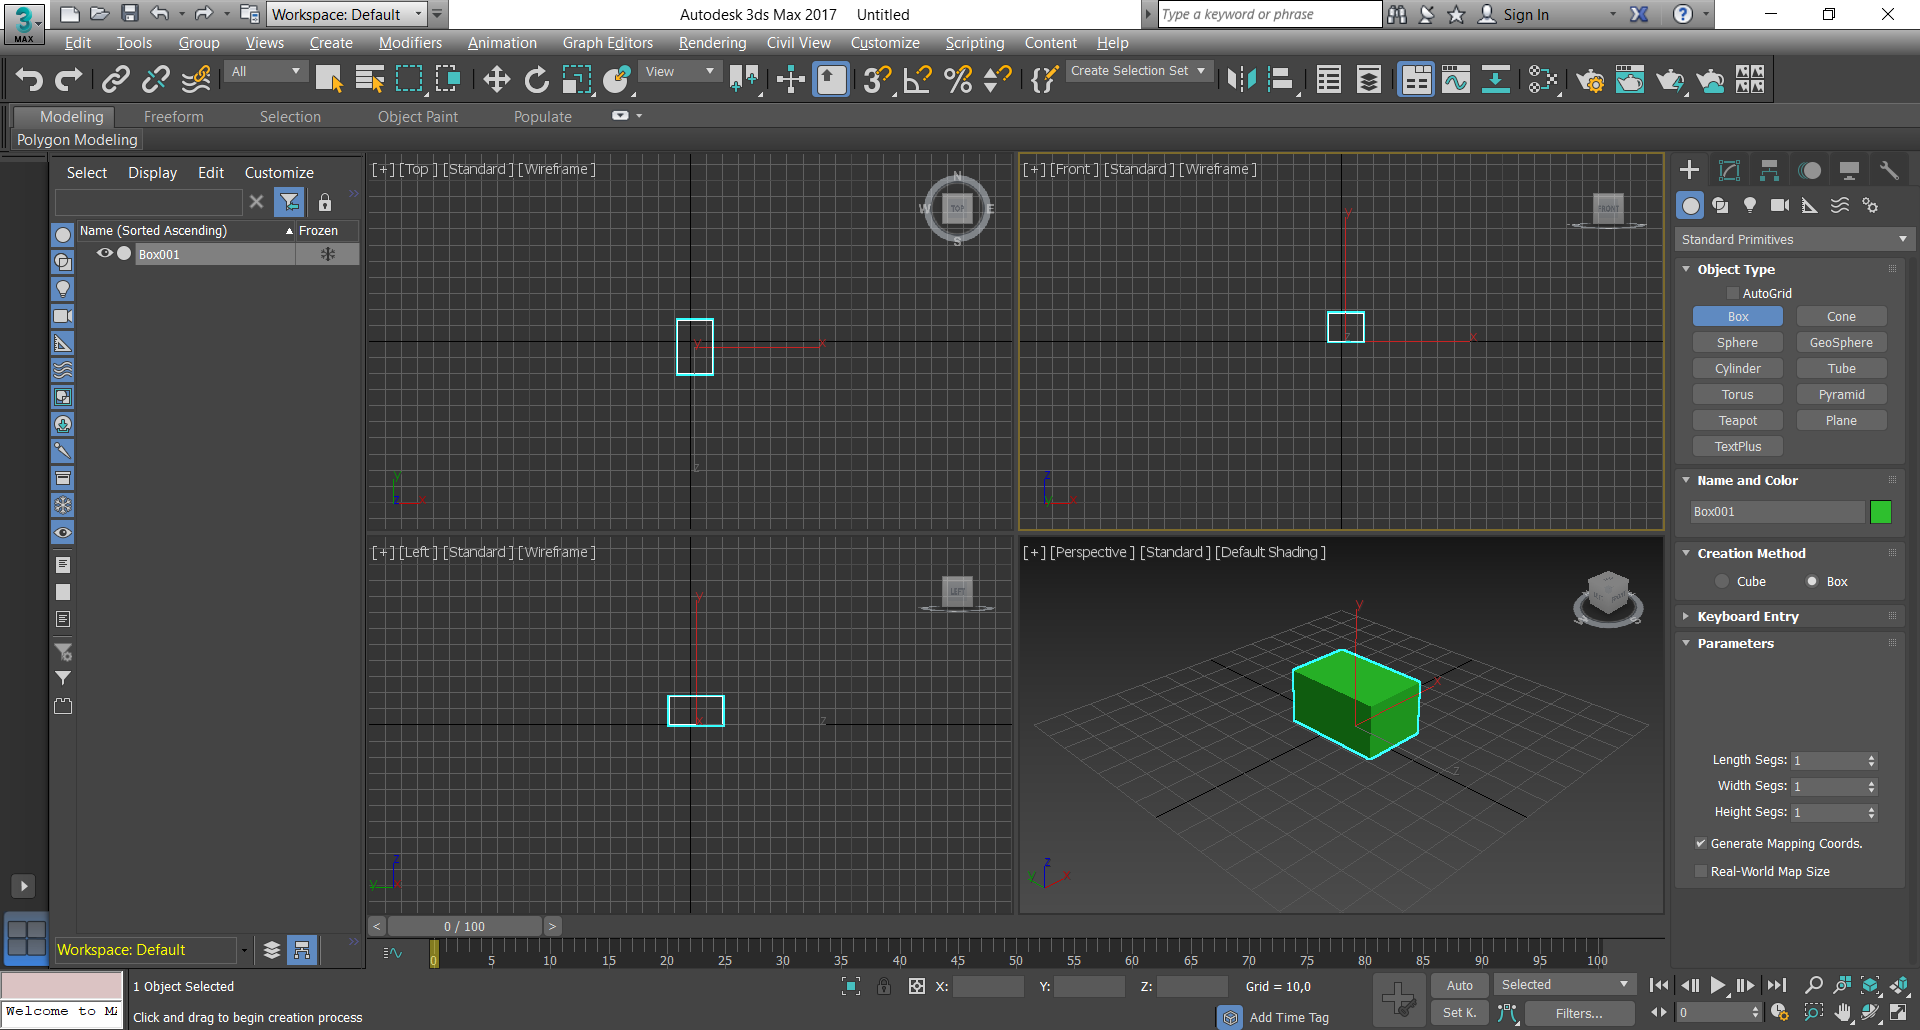 3
MAX
Workspace: Default
Autodesk 3ds Max 2017 Untitled
Type a keyword or phrase
Sign In
Edit Tools Group Views Create Modifiers Animation Graph Editors Rendering Civil View Customize Scripting Content Help
All
View
3
Create Selection Set
Modeling Freeform Selection Object Paint Populate
Polygon Modeling
Select Display Edit Customize
Name (Sorted Ascending) Frozen
Box001
[+] [Top ] [Standard ] [Wireframe ]
N
W TOP E
S
y x
z
y
z x
[+] [Front ] [Standard ] [Wireframe ]
FRONT
y
z x
z
y x
[+] [Left ] [Standard ] [Wireframe ]
LEFT
y
x z
z
y x
[+] [Perspective ] [Standard ] [Default Shading ]
y
x
z
z
y x
Standard Primitives
Object Type
AutoGrid
Box Cone
Sphere GeoSphere
Cylinder Tube
Torus Pyramid
Teapot Plane
TextPlus
Name and Color
Box001
Creation Method
Cube Box
Keyboard Entry
Parameters
Length Segs: 1
Width Segs: 1
Height Segs: 1
Generate Mapping Coords.
Real-World Map Size
< 0 / 100 >
Workspace: Default
0 5 10 15 20 25 30 35 40 45 50 55 60 65 70 75 80 85 90 95 100
1 Object Selected
X: Y: Z: Grid = 10,0
Auto Selected
Welcome to MA
Click and drag to begin creation process
Add Time Tag
Set K. Filters...
0